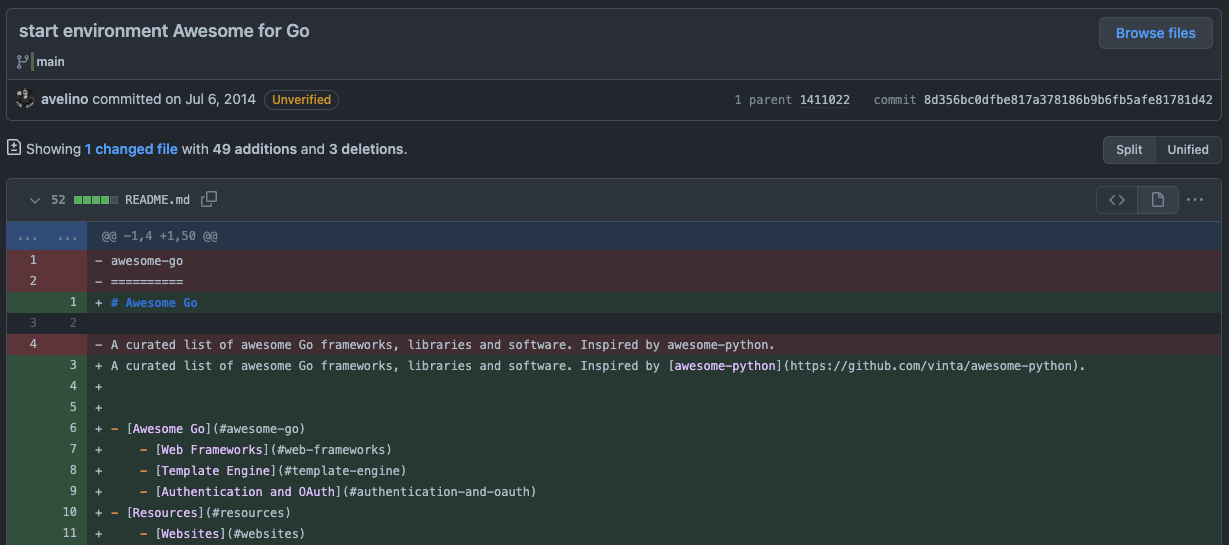 start environment Awesome for Go
Browse files
main
avelino committed on Jul 6, 2014 Unverified 1 parent 1411022 commit 8d356bc0dfbe817a378186b9b6fb5afe81781d42
Showing 1 changed file with 49 additions and 3 deletions.
Split Unified
52 README.md <> ...
... ... @@ -1,4 +1,50 @@
1 - awesome-go
2 - ==========
1 + # Awesome Go
3 2
4 - A curated list of awesome Go frameworks, libraries and software. Inspired by awesome-python.
3 + A curated list of awesome Go frameworks, libraries and software. Inspired by [awesome-python](https://github.com/vinta/awesome-python).
4 +
5 +
6 + - [Awesome Go](#awesome-go)
7 + - [Web Frameworks](#web-frameworks)
8 + - [Template Engine](#template-engine)
9 + - [Authentication and OAuth](#authentication-and-oauth)
10 + - [Resources](#resources)
11 + - [Websites](#websites)